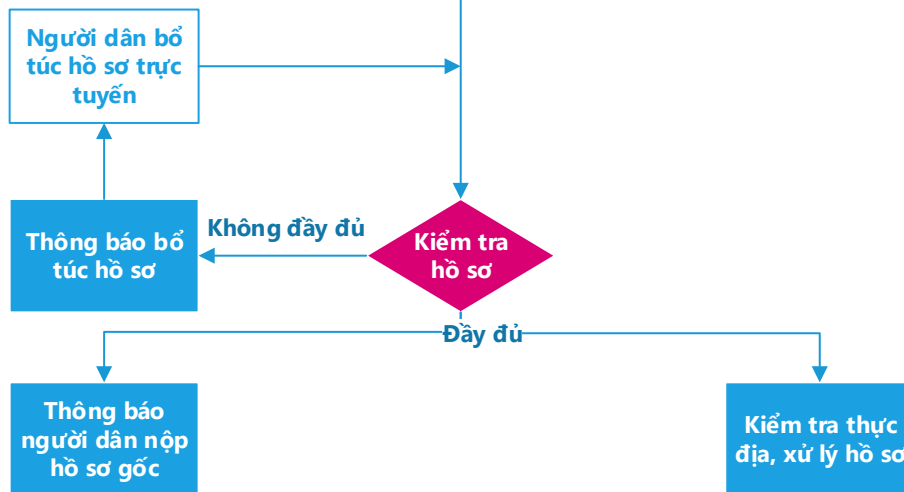 Người dân bổ
túc hồ sơ trực
tuyến
Thông báo bổ
túc hồ sơ
Không đầy đủ
Kiểm tra
hồ sơ
Đầy đủ
Thông báo
người dân nộp
hồ sơ gốc
Kiểm tra thực
địa, xử lý hồ sơ